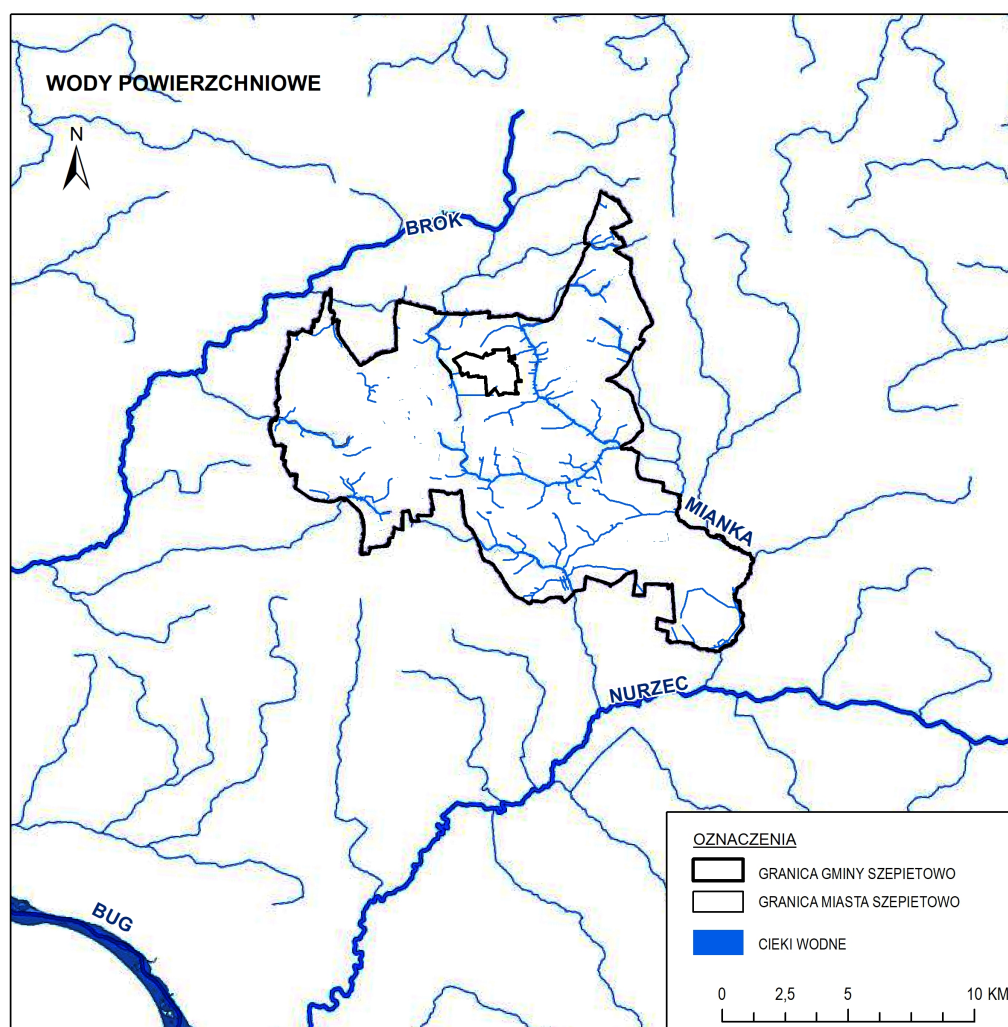 WODY POWIERZCHNIOWE
N
BROK
MIANKA
NURZEC
BUG
OZNACZENIA
GRANICA GMINY SZEPIETOWO
GRANICA MIASTA SZEPIETOWO
CIEKI WODNE
0 2,5 5 10 KM